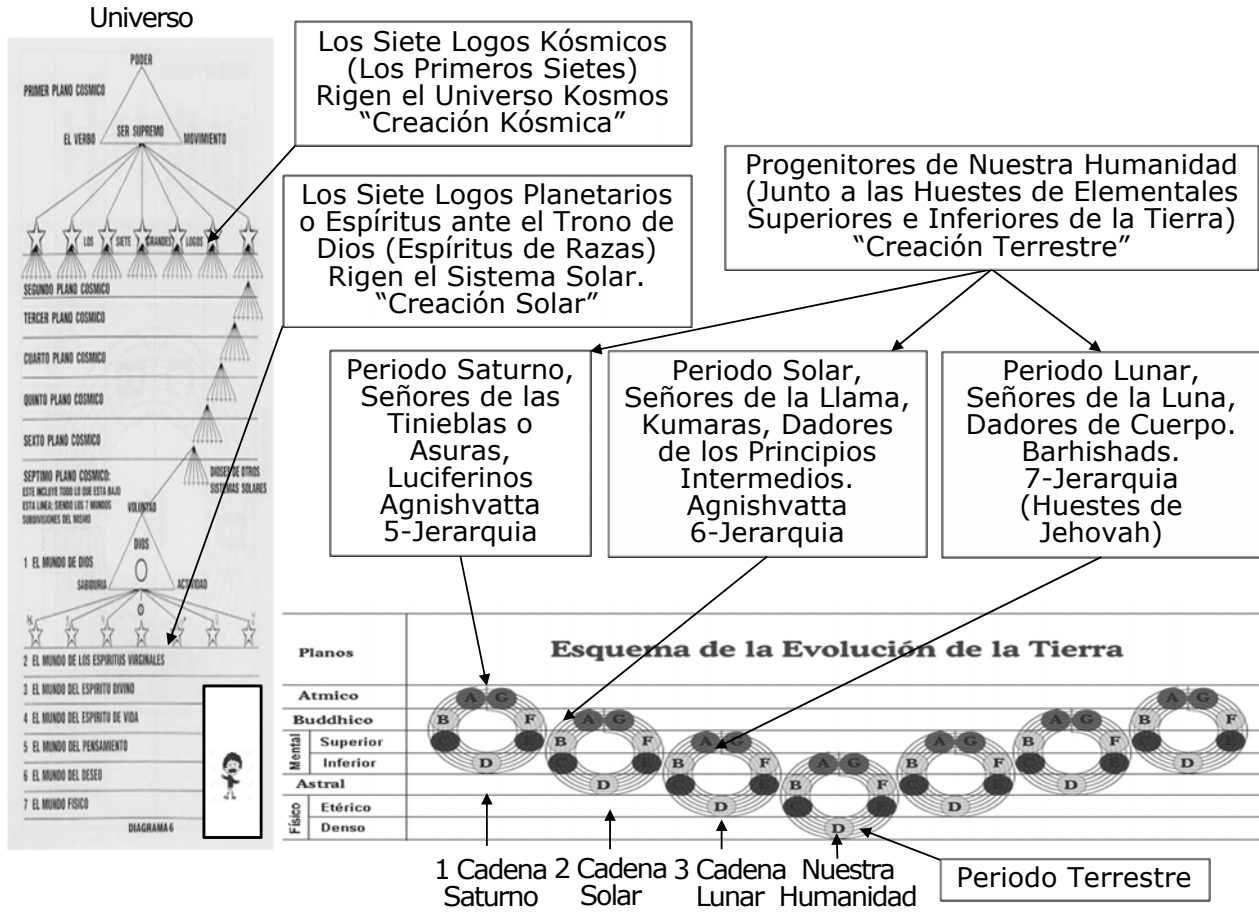 Universo
PODER
PRIMER PLANO COSMICO
EL VERBO
SER SUPREMO
MOVIMIENTO
LOS SIETE GRANDES LOGOS
SEGUNDO PLANO COSMICO
TERCER PLANO COSMICO
CUARTO PLANO COSMICO
QUINTO PLANO COSMICO
SEXTO PLANO COSMICO
SEPTIMO PLANO COSMICO:
ESTE INCLUYE TODO LO QUE ESTA BAJO
ESTA LINEA; SIENDO LOS 7 MUNDOS
SUBDIVISIONES DEL MISMO
DIOSES DE OTROS
SISTEMAS SOLARES
VOLUNTAD
DIOS
1 EL MUNDO DE DIOS
SABIDURIA
ACTIVIDAD
2 EL MUNDO DE LOS ESPIRITUS VIRGINALES
3 EL MUNDO DEL ESPIRITU DIVINO
4 EL MUNDO DEL ESPIRITU DE VIDA
5 EL MUNDO DEL PENSAMIENTO
6 EL MUNDO DEL DESEO
7 EL MUNDO FISICO
DIAGRAMA 6
Los Siete Logos Kósmicos
(Los Primeros Sietes)
Rigen el Universo Kosmos
“Creación Kósmica”
Los Siete Logos Planetarios
o Espíritus ante el Trono de
Dios (Espíritus de Razas)
Rigen el Sistema Solar.
“Creación Solar”
Progenitores de Nuestra Humanidad
(Junto a las Huestes de Elementales
Superiores e Inferiores de la Tierra)
“Creación Terrestre”
Periodo Saturno,
Señores de las
Tinieblas o
Asuras,
Luciferinos
Agnishvatta
5-Jerarquia
Periodo Solar,
Señores de la Llama,
Kumaras, Dadores
de los Principios
Intermedios.
Agnishvatta
6-Jerarquia
Periodo Lunar,
Señores de la Luna,
Dadores de Cuerpo.
Barhishads.
7-Jerarquia
(Huestes de
Jehovah)
Planos
Esquema de la Evolución de la Tierra
Atmico
Buddhico
Mental
Superior
Inferior
Astral
Físico
Etérico
Denso
A G
B F
C E
D
A G
B F
C E
D
A G
B F
C E
D
A G
B F
C E
D
A G
B F
C E
D
A G
B F
C E
D
A G
B F
C E
D
1 Cadena
Saturno
2 Cadena
Solar
3 Cadena
Lunar
Nuestra
Humanidad
Periodo Terrestre